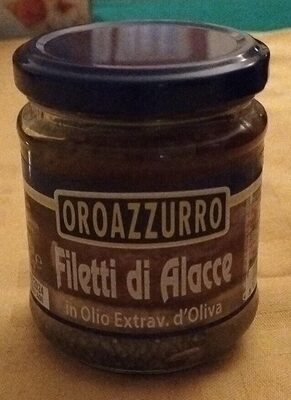 OROAZZURRO
Filetti di Alacce
in Olio Extrav. d'Oliva